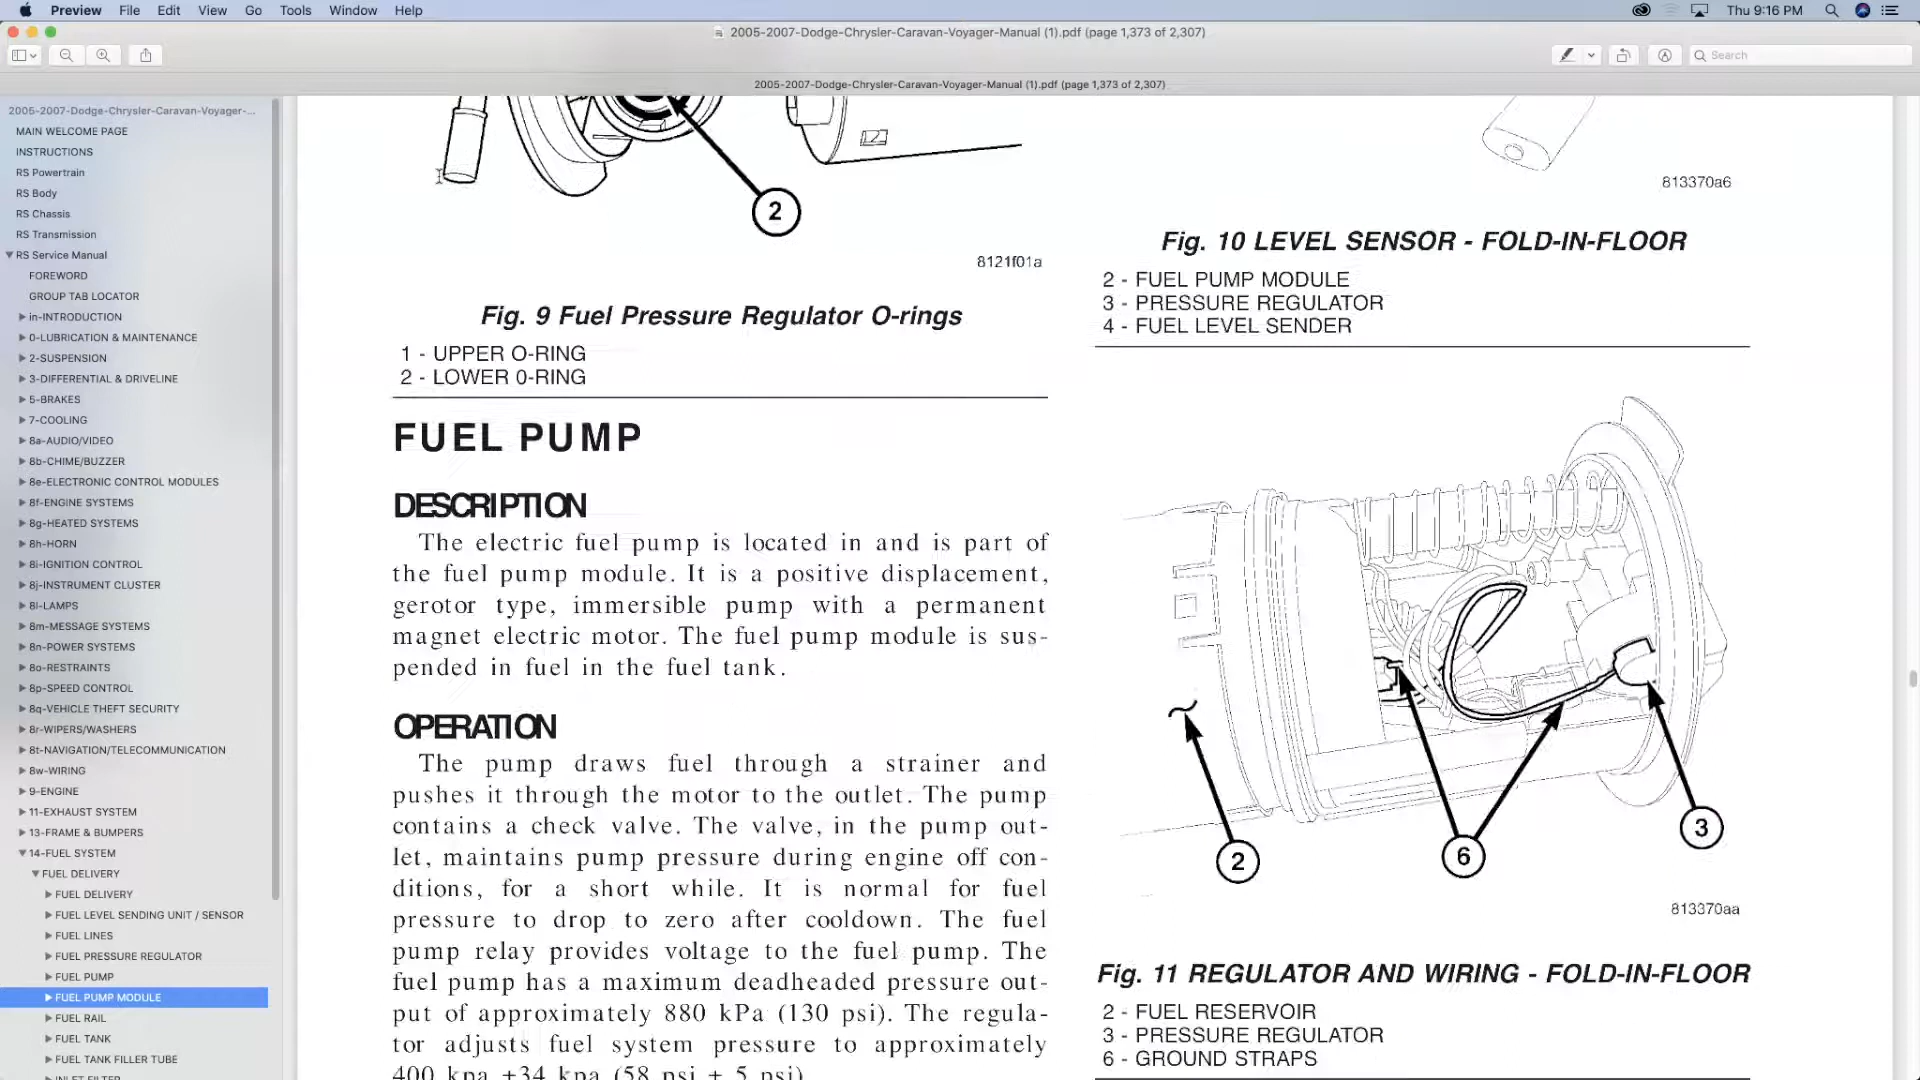 Preview File Edit View Go Tools Window Help
Thu 9:16 PM
2005-2007-Dodge-Chrysler-Caravan-Voyager-Manual (1).pdf (page 1,373 of 2,307)
Search
2005-2007-Dodge-Chrysler-Caravan-Voyager-Manual (1).pdf (page 1,373 of 2,307)
2005-2007-Dodge-Chrysler-Caravan-Voyager-...
MAIN WELCOME PAGE
INSTRUCTIONS
RS Powertrain
RS Body
RS Chassis
RS Transmission
RS Service Manual
FOREWORD
GROUP TAB LOCATOR
in-INTRODUCTION
0-LUBRICATION & MAINTENANCE
2-SUSPENSION
3-DIFFERENTIAL & DRIVELINE
5-BRAKES
7-COOLING
8a-AUDIO/VIDEO
8b-CHIME/BUZZER
8e-ELECTRONIC CONTROL MODULES
8f-ENGINE SYSTEMS
8g-HEATED SYSTEMS
8h-HORN
8i-IGNITION CONTROL
8j-INSTRUMENT CLUSTER
8l-LAMPS
8m-MESSAGE SYSTEMS
8n-POWER SYSTEMS
8o-RESTRAINTS
8p-SPEED CONTROL
8q-VEHICLE THEFT SECURITY
8r-WIPERS/WASHERS
8t-NAVIGATION/TELECOMMUNICATION
8w-WIRING
9-ENGINE
11-EXHAUST SYSTEM
13-FRAME & BUMPERS
14-FUEL SYSTEM
FUEL DELIVERY
FUEL DELIVERY
FUEL LEVEL SENDING UNIT / SENSOR
FUEL LINES
FUEL PRESSURE REGULATOR
FUEL PUMP
FUEL PUMP MODULE
FUEL RAIL
FUEL TANK
FUEL TANK FILLER TUBE
INLET FILTER
2
8121f01a
Fig. 9 Fuel Pressure Regulator O-rings
1 - UPPER O-RING
2 - LOWER 0-RING
FUEL PUMP
DESCRIPTION
The electric fuel pump is located in and is part of
the fuel pump module. It is a positive displacement,
gerotor type, immersible pump with a permanent
magnet electric motor. The fuel pump module is sus-
pended in fuel in the fuel tank.
OPERATION
The pump draws fuel through a strainer and
pushes it through the motor to the outlet. The pump
contains a check valve. The valve, in the pump out-
let, maintains pump pressure during engine off con-
ditions, for a short while. It is normal for fuel
pressure to drop to zero after cooldown. The fuel
pump relay provides voltage to the fuel pump. The
fuel pump has a maximum deadheaded pressure out-
put of approximately 880 kPa (130 psi). The regula-
tor adjusts fuel system pressure to approximately
400 kpa ±34 kpa (58 psi ± 5 psi).
813370a6
Fig. 10 LEVEL SENSOR - FOLD-IN-FLOOR
2 - FUEL PUMP MODULE
3 - PRESSURE REGULATOR
4 - FUEL LEVEL SENDER
2
6
3
813370aa
Fig. 11 REGULATOR AND WIRING - FOLD-IN-FLOOR
2 - FUEL RESERVOIR
3 - PRESSURE REGULATOR
6 - GROUND STRAPS